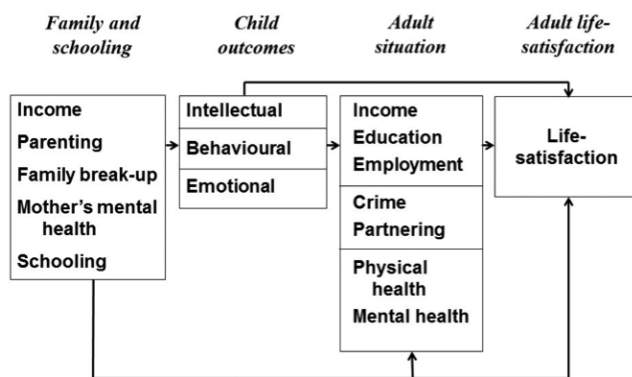 Family and
schooling
Child
outcomes
Adult
situation
Adult life-
satisfaction
Income
Parenting
Family break-up
Mother's mental
health
Schooling
Intellectual
Behavioural
Emotional
Income
Education
Employment
Crime
Partnering
Physical
health
Mental health
Life-
satisfaction